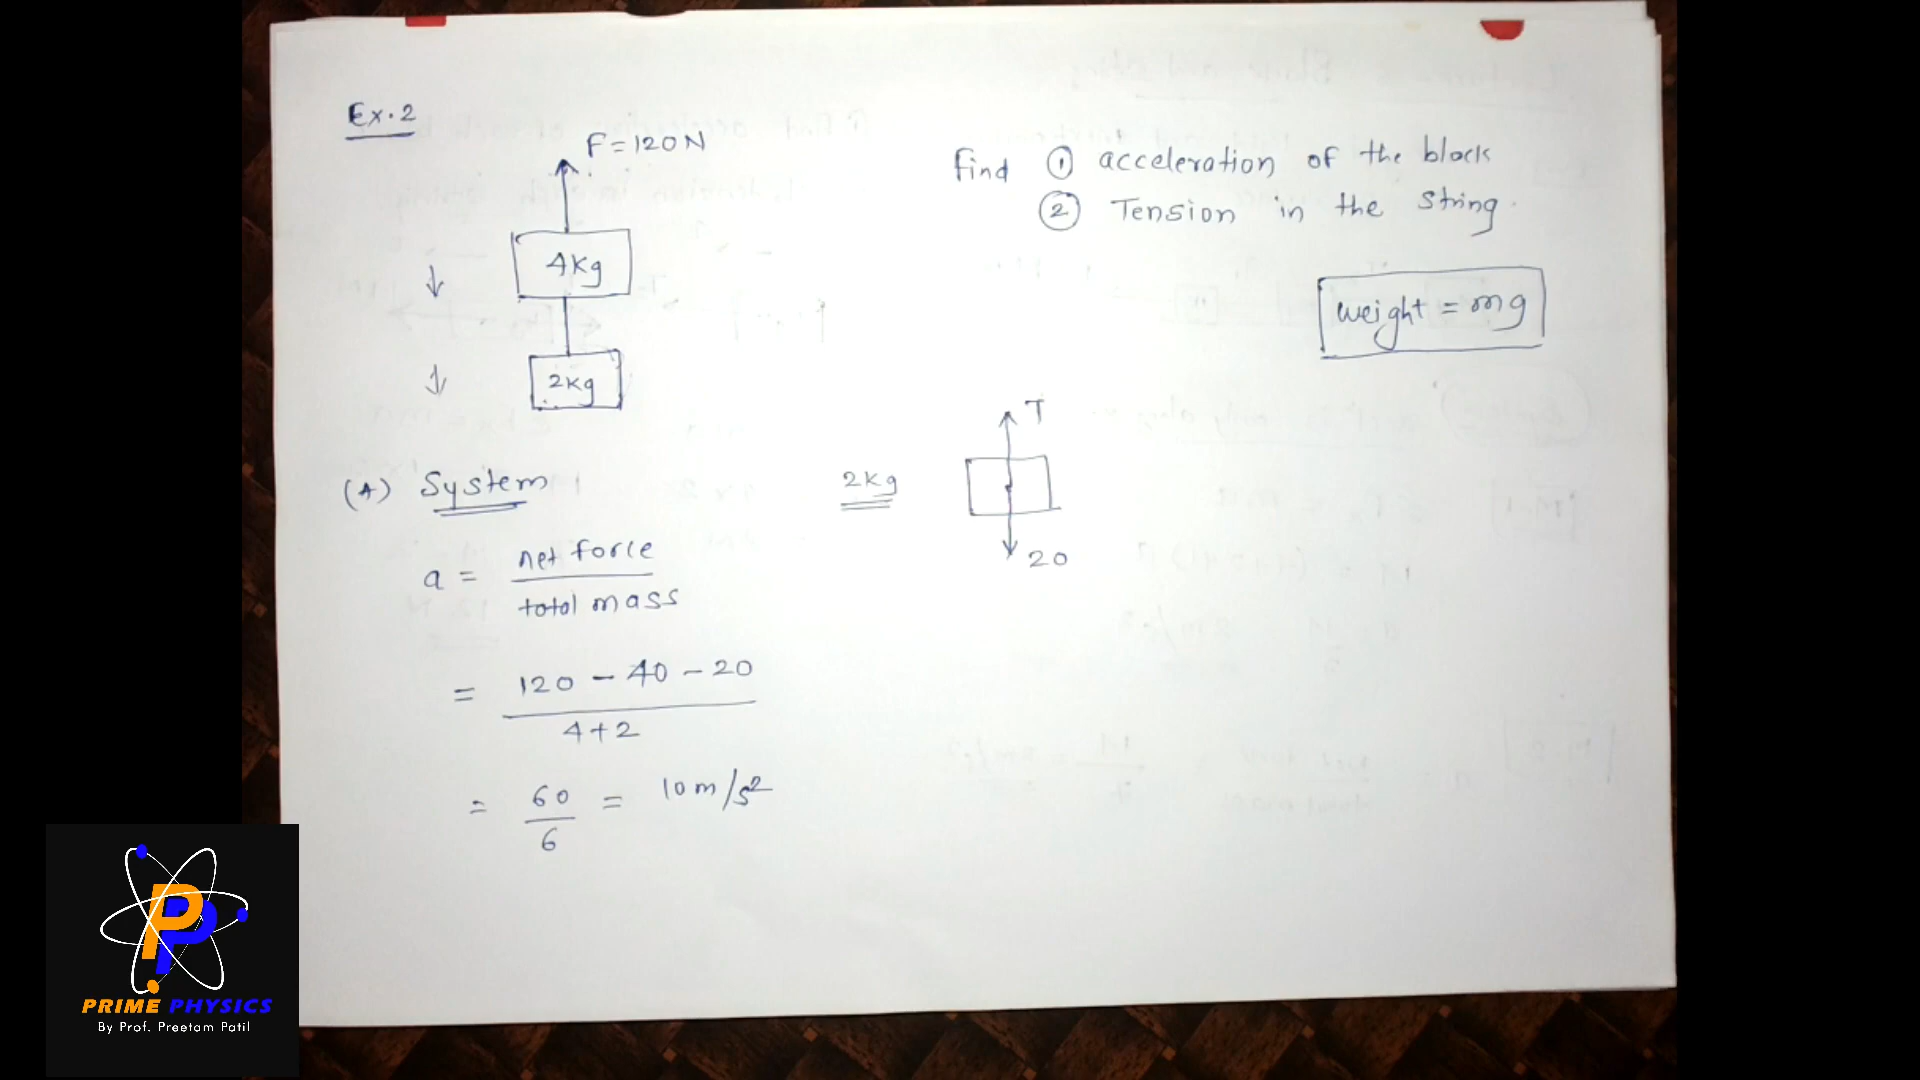 Ex. 2
F = 120 N
4 Kg
2 Kg
Find ① acceleration of the block
② Tension in the string.
weight = mg
(A) System
a = net force / total mass
= 120 - 40 - 20 / 4 + 2
= 60 / 6 = 10 m/s²
2 Kg
T
20
PRIME PHYSICS
By Prof. Preetam Patil